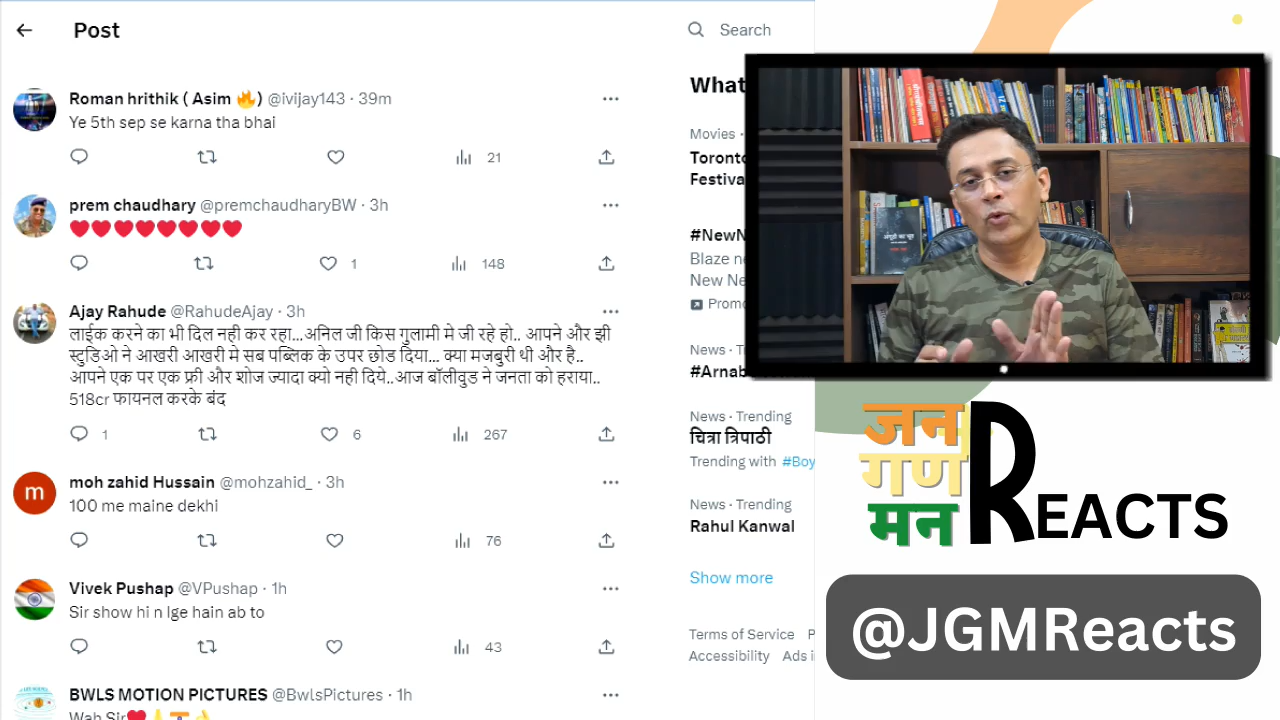 Post
Search
Roman hrithik ( Asim 🔥) @ivijay143 · 39m
Ye 5th sep se karna tha bhai
21
prem chaudhary @premchaudharyBW · 3h
❤️❤️❤️❤️❤️❤️❤️❤️
1 148
Ajay Rahude @RahudeAjay · 3h
लाईक करने का भी दिल नही कर रहा...अनिल जी किस गुलामी मे जी रहे हो.. आपने और झी
स्टुडिओ ने आखरी आखरी मे सब पब्लिक के उपर छोड दिया... क्या मजबुरी थी और है..
आपने एक पर एक फ्री और शोज ज्यादा क्यो नही दिये..आज बॉलीवुड ने जनता को हराया..
518cr फायनल करके बंद
1 6 267
m
moh zahid Hussain @mohzahid_ · 3h
100 me maine dekhi
76
Vivek Pushap @VPushap · 1h
Sir show hi n lge hain ab to
43
BWLS MOTION PICTURES @BwlsPictures · 1h
Wah Sir❤️
What
Movies ·
Toronto
Festiva
#NewN
Blaze ne
New Ne
Promo
News · T
#Arnab
News · Trending
चित्रा त्रिपाठी
Trending with #Boy
News · Trending
Rahul Kanwal
Show more
Terms of Service P
Accessibility Ads i
जन
गण
मन
REACTS
@JGMReacts